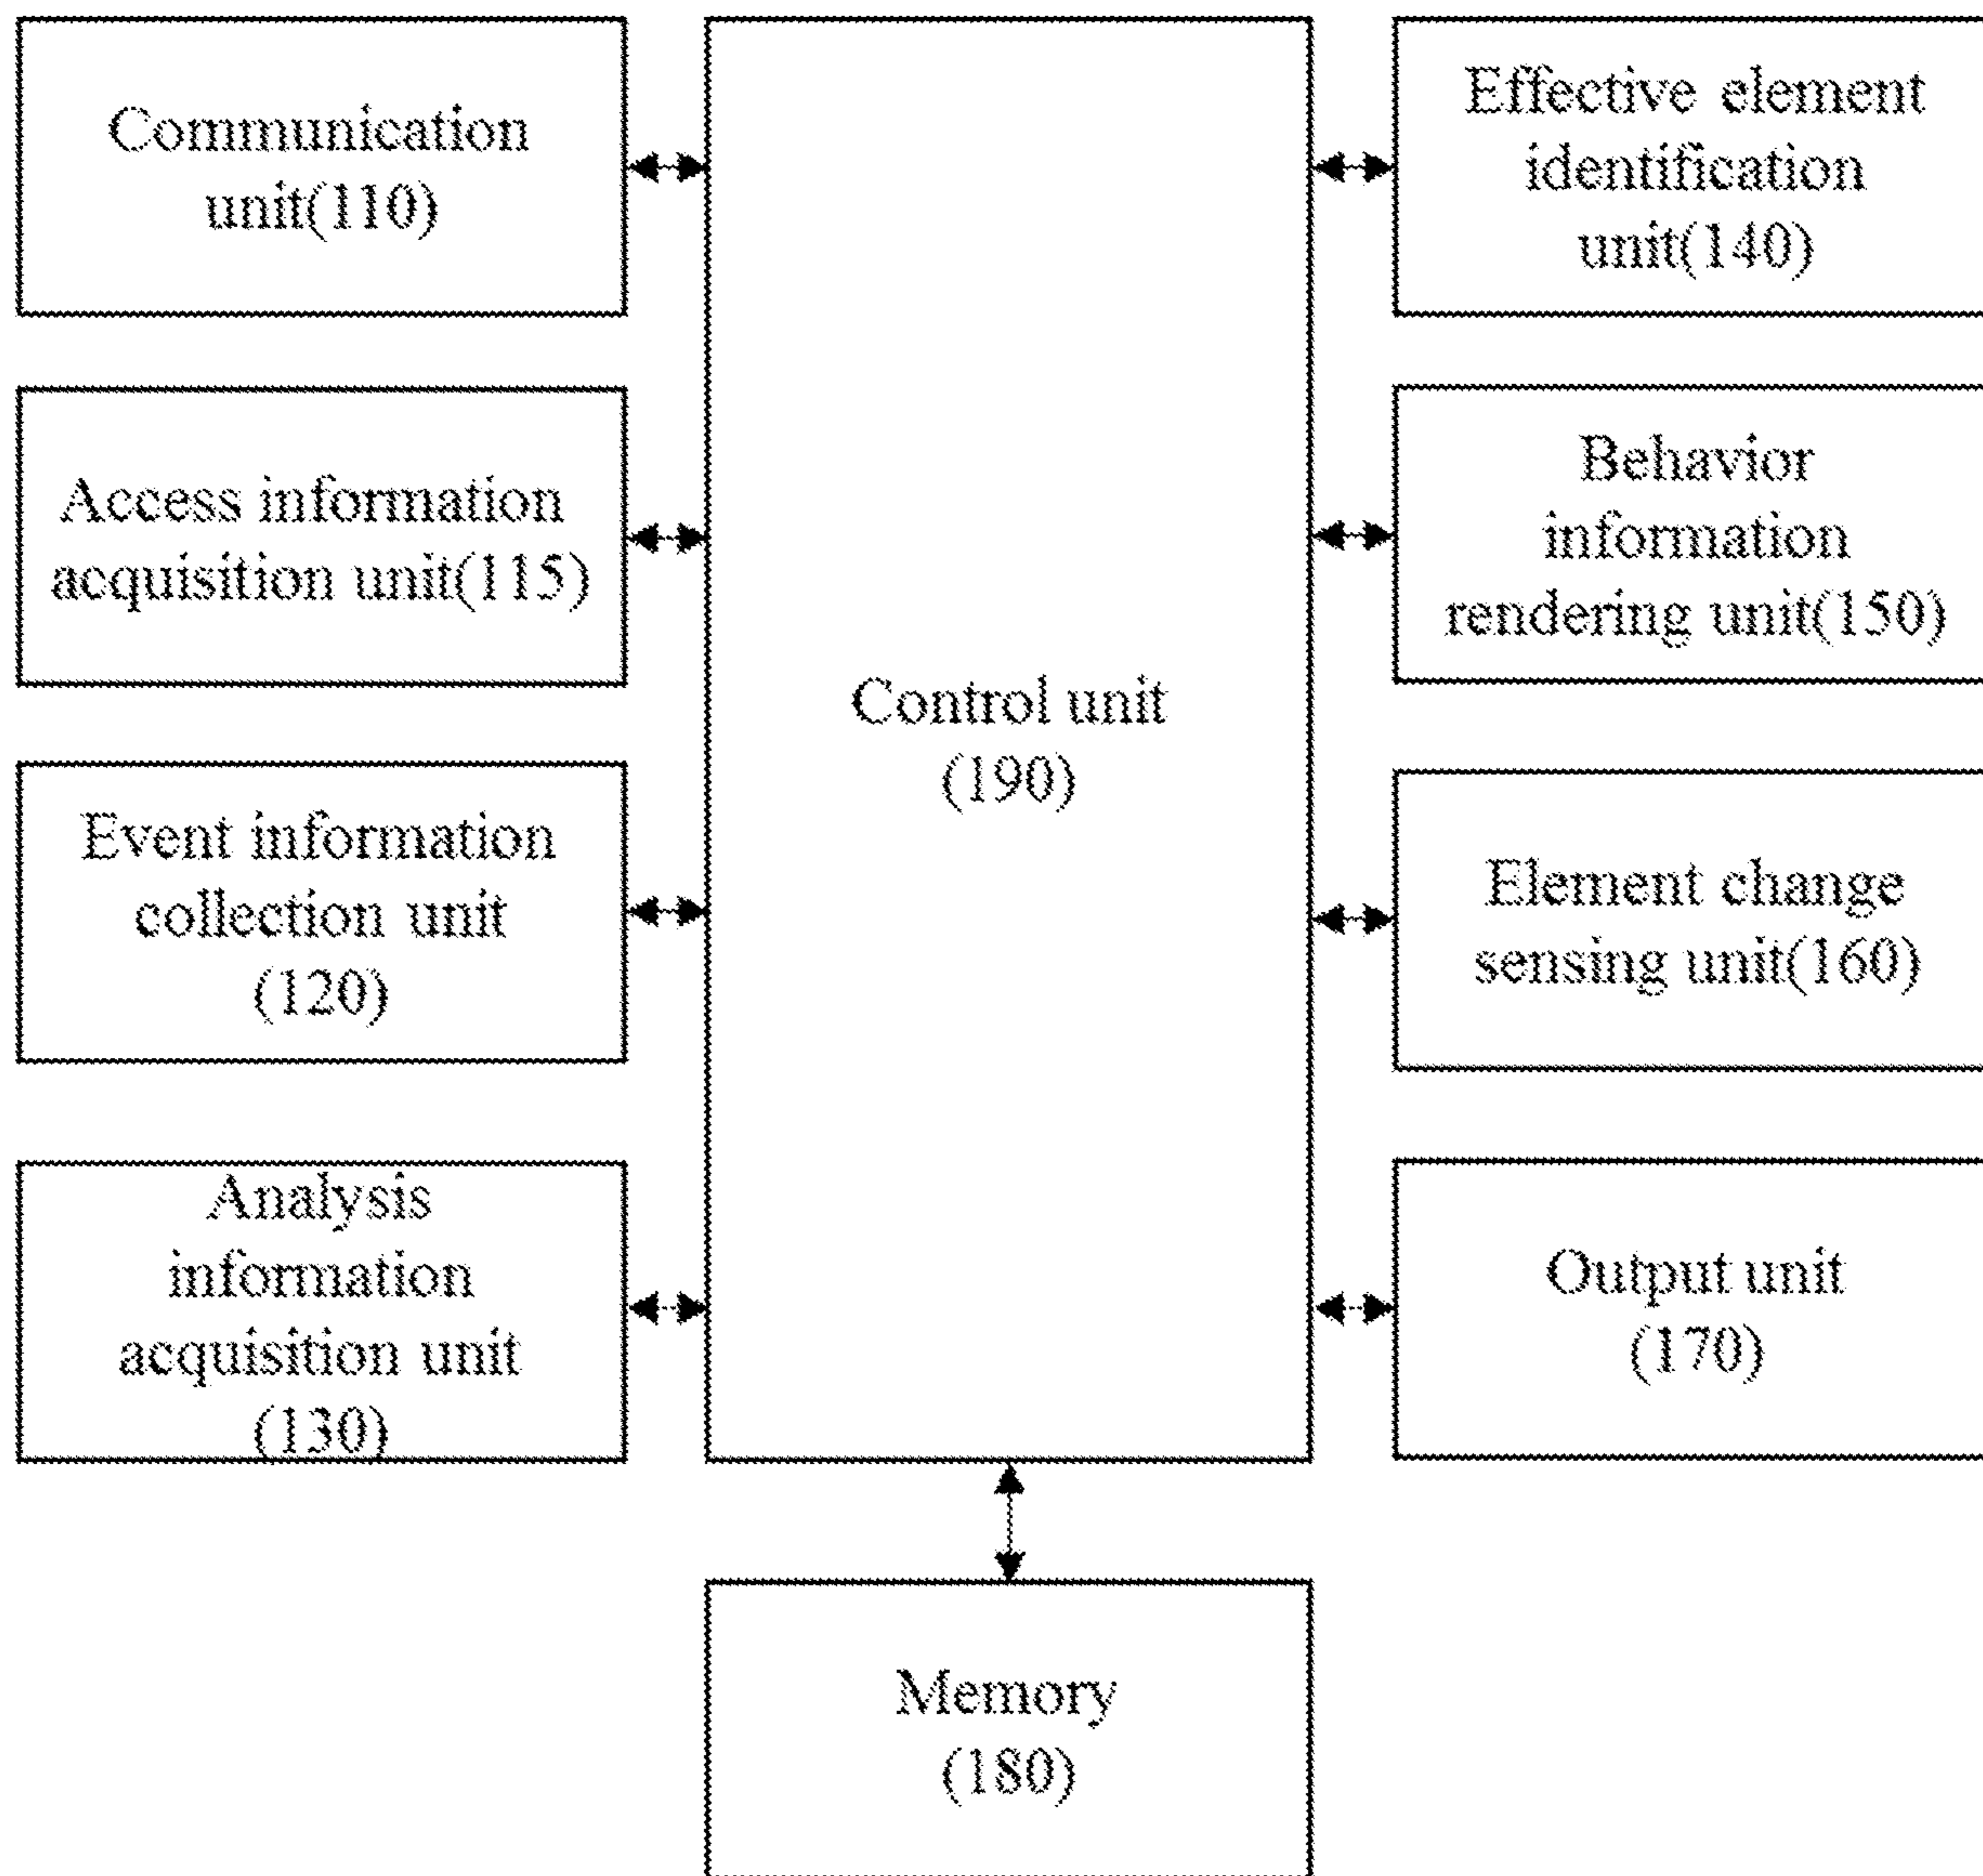 Communication
unit(110)
Access information
acquisition unit(115)
Event information
collection unit
(120)
Analysis
information
acquisition unit
(130)
Control unit
(190)
Effective element
identification
unit(140)
Behavior
information
rendering unit(150)
Element change
sensing unit(160)
Output unit
(170)
Memory
(180)